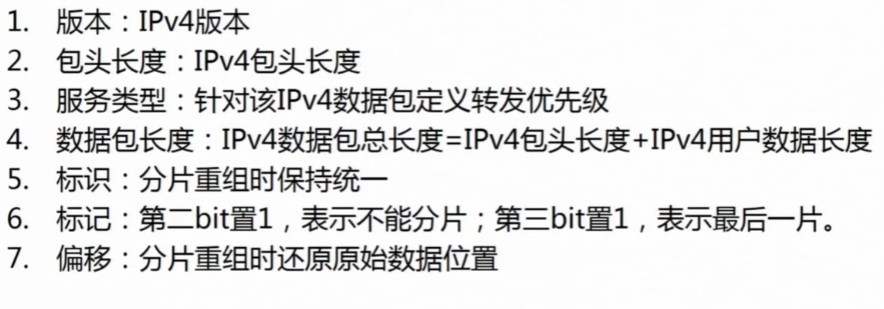 1. 版本：IPv4版本
2. 包头长度：IPv4包头长度
3. 服务类型：针对该IPv4数据包定义转发优先级
4. 数据包长度：IPv4数据包总长度=IPv4包头长度+IPv4用户数据长度
5. 标识：分片重组时保持统一
6. 标记：第二bit置1，表示不能分片；第三bit置1，表示最后一片。
7. 偏移：分片重组时还原原始数据位置